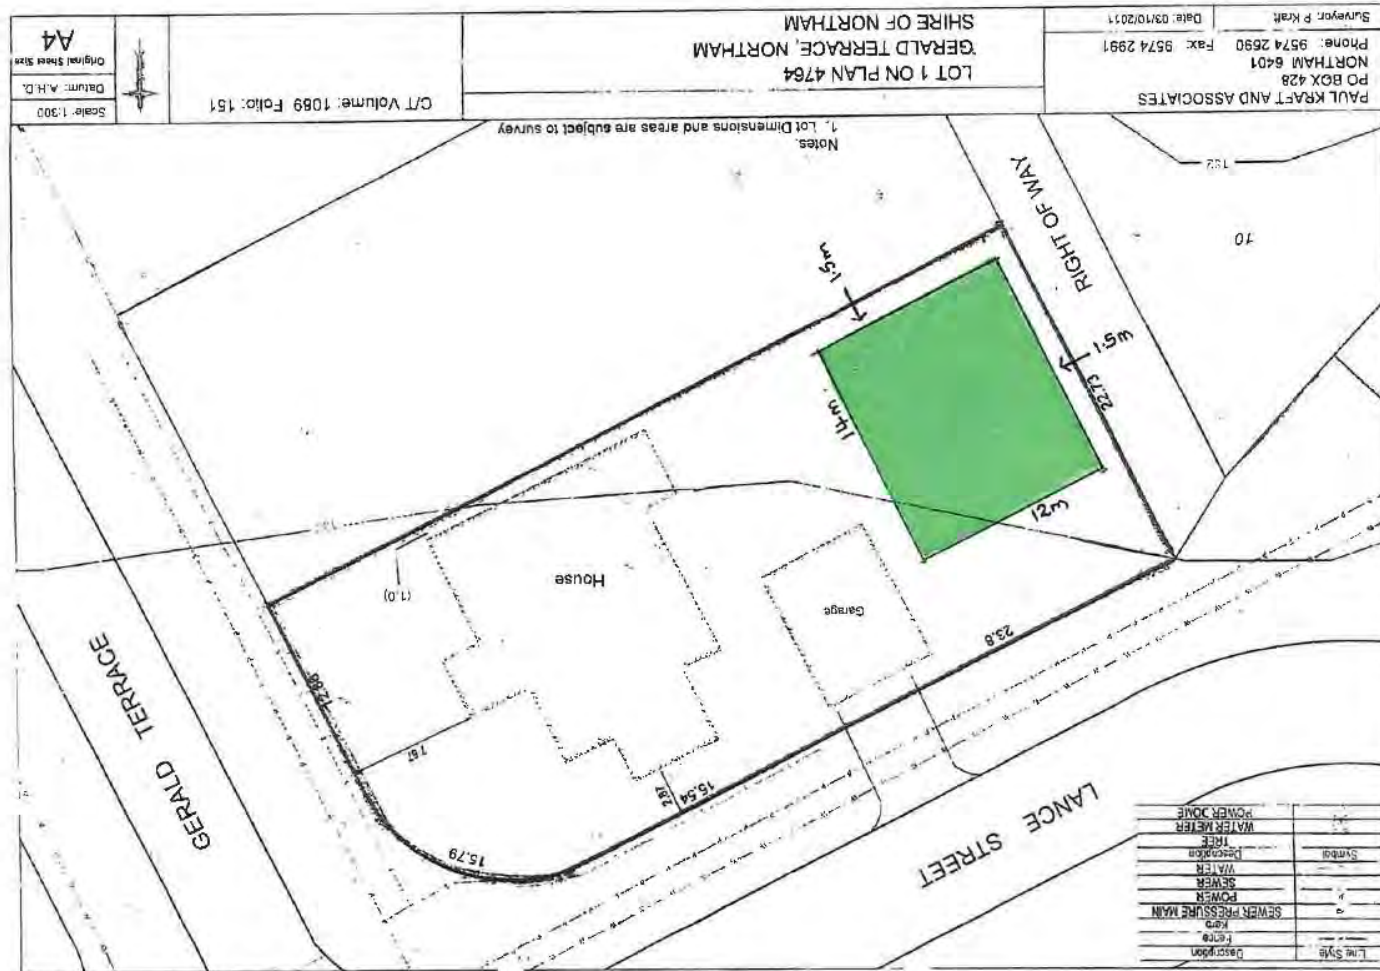 PAUL KRAFT AND ASSOCIATES
PO BOX 428
NORTHAM 6401
Phone: 9574 2690 Fax: 9574 2991
Surveyor: P Kraft
Date: 03/10/2011
LOT 1 ON PLAN 4764
GERALD TERRACE, NORTHAM
SHIRE OF NORTHAM
C/T Volume: 1089 Folio: 151
Scale: 1:300
Datum: A.H.D.
Original Sheet Size
A4
Notes.
1. Lot Dimensions and areas are subject to survey
RIGHT OF WAY
10
152
1.5m
1.5m
22.73
14m
12m
House
(1.0)
Garage
23.8
GERALD TERRACE
7.67
2.87
15.54
15.79
LANCE STREET
Line Style
Description
Fence
Kerb
SEWER PRESSURE MAIN
POWER
SEWER
WATER
Symbol
Description
TREE
WATER METER
POWER DOME